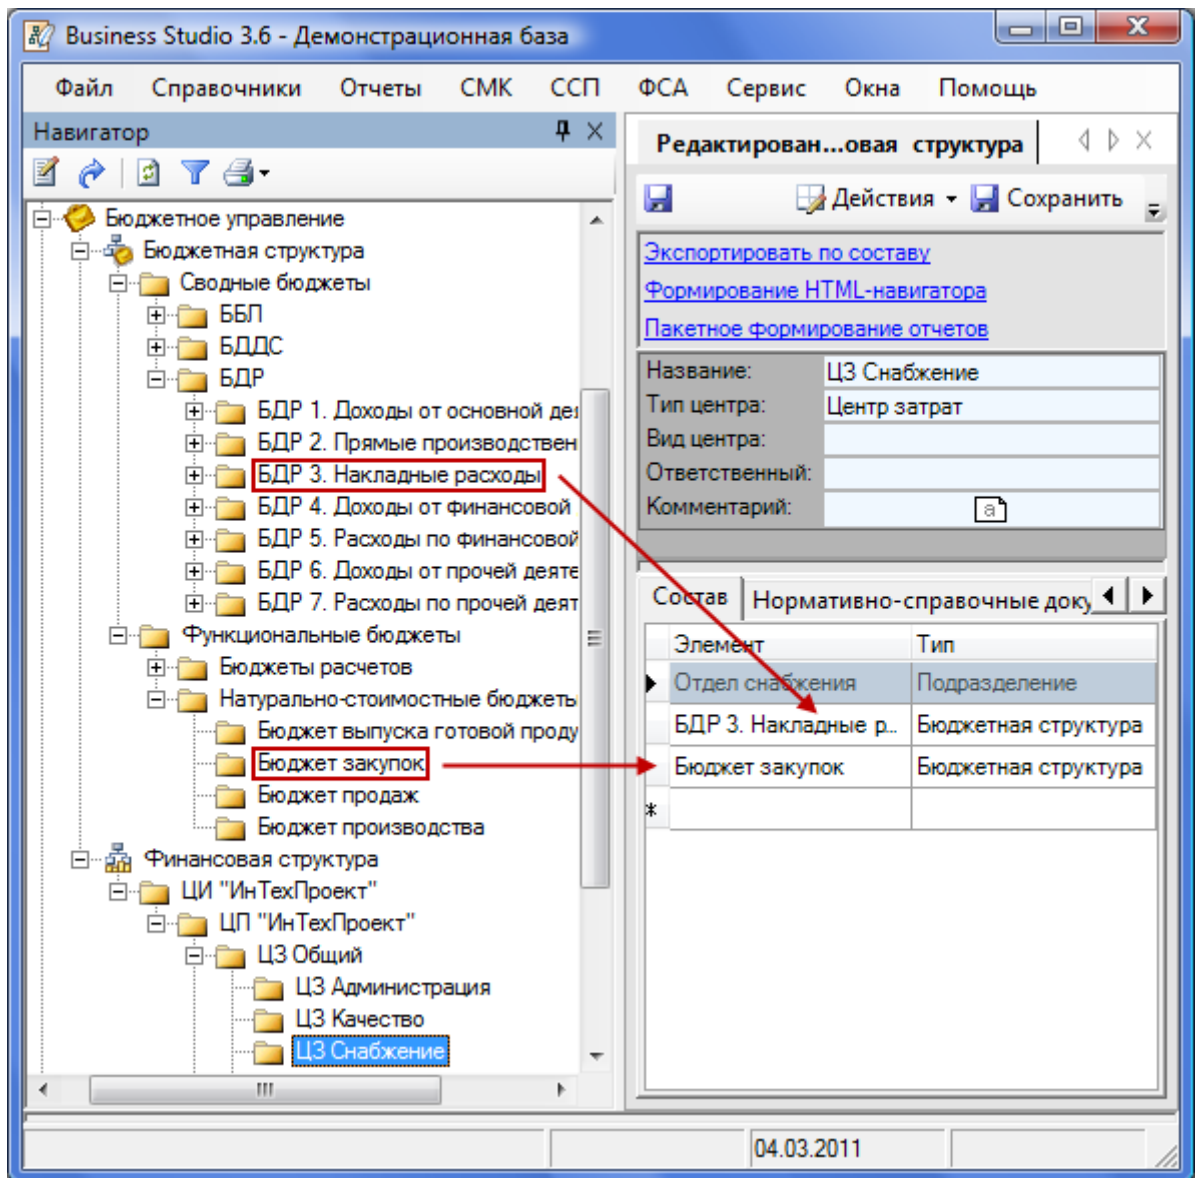 Business Studio 3.6 - Демонстрационная база
Файл Справочники Отчеты СМК ССП ФСА Сервис Окна Помощь
Навигатор
Бюджетное управление
Бюджетная структура
Сводные бюджеты
ББЛ
БДДС
БДР
БДР 1. Доходы от основной дея
БДР 2. Прямые производствен
БДР 3. Накладные расходы
БДР 4. Доходы от финансовой
БДР 5. Расходы по финансовой
БДР 6. Доходы от прочей деяте
БДР 7. Расходы по прочей деят
Функциональные бюджеты
Бюджеты расчетов
Натурально-стоимостные бюджеты
Бюджет выпуска готовой проду
Бюджет закупок
Бюджет продаж
Бюджет производства
Финансовая структура
ЦИ "ИнТехПроект"
ЦП "ИнТехПроект"
ЦЗ Общий
ЦЗ Администрация
ЦЗ Качество
ЦЗ Снабжение
Редактирован...овая структура
Действия Сохранить
Экспортировать по составу
Формирование HTML-навигатора
Пакетное формирование отчетов
Название: ЦЗ Снабжение
Тип центра: Центр затрат
Вид центра:
Ответственный:
Комментарий: a
Состав Нормативно-справочные доку
Элемент Тип
Отдел снабжения Подразделение
БДР 3. Накладные р... Бюджетная структура
Бюджет закупок Бюджетная структура
*
04.03.2011